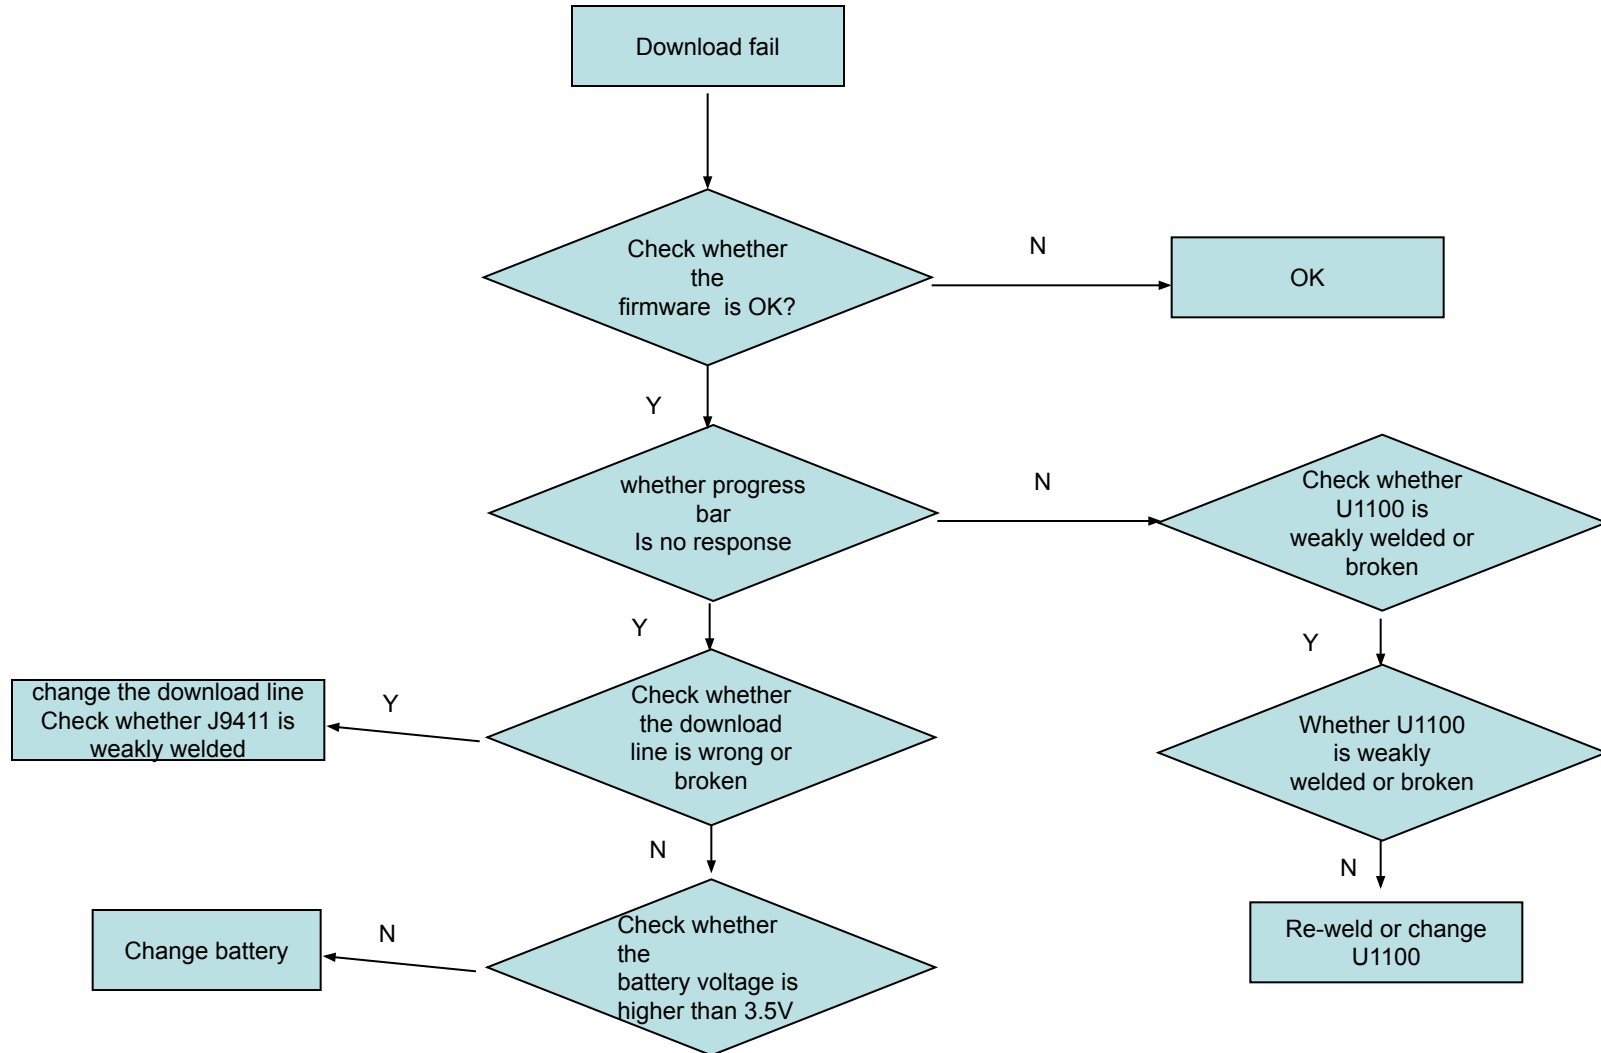 Download fail
Check whether
the
firmware is OK?
N
OK
Y
whether progress
bar
Is no response
N
Check whether
U1100 is
weakly welded or
broken
Y
Y
change the download line
Check whether J9411 is
weakly welded
Y
Check whether
the download
line is wrong or
broken
Whether U1100
is weakly
welded or broken
N
N
Change battery
N
Check whether
the
battery voltage is
higher than 3.5V
Re-weld or change
U1100